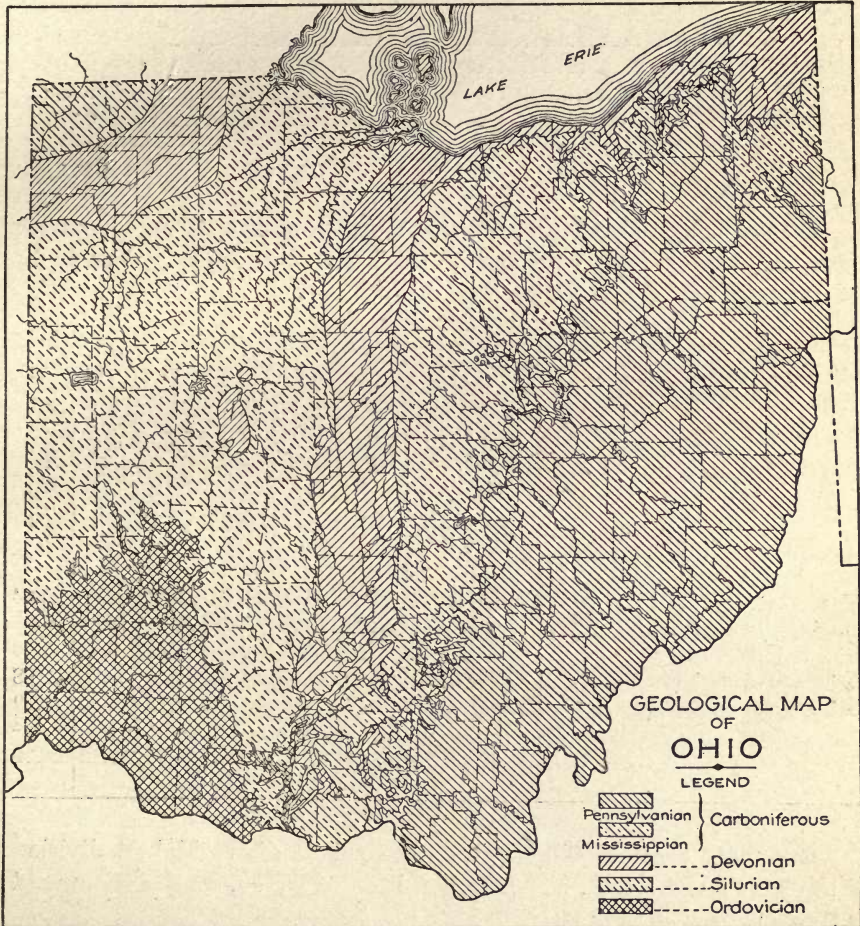 LAKE ERIE
GEOLOGICAL MAP
OF
OHIO
LEGEND
Pennsylvanian
Carboniferous
Mississippian
Devonian
Silurian
Ordovician